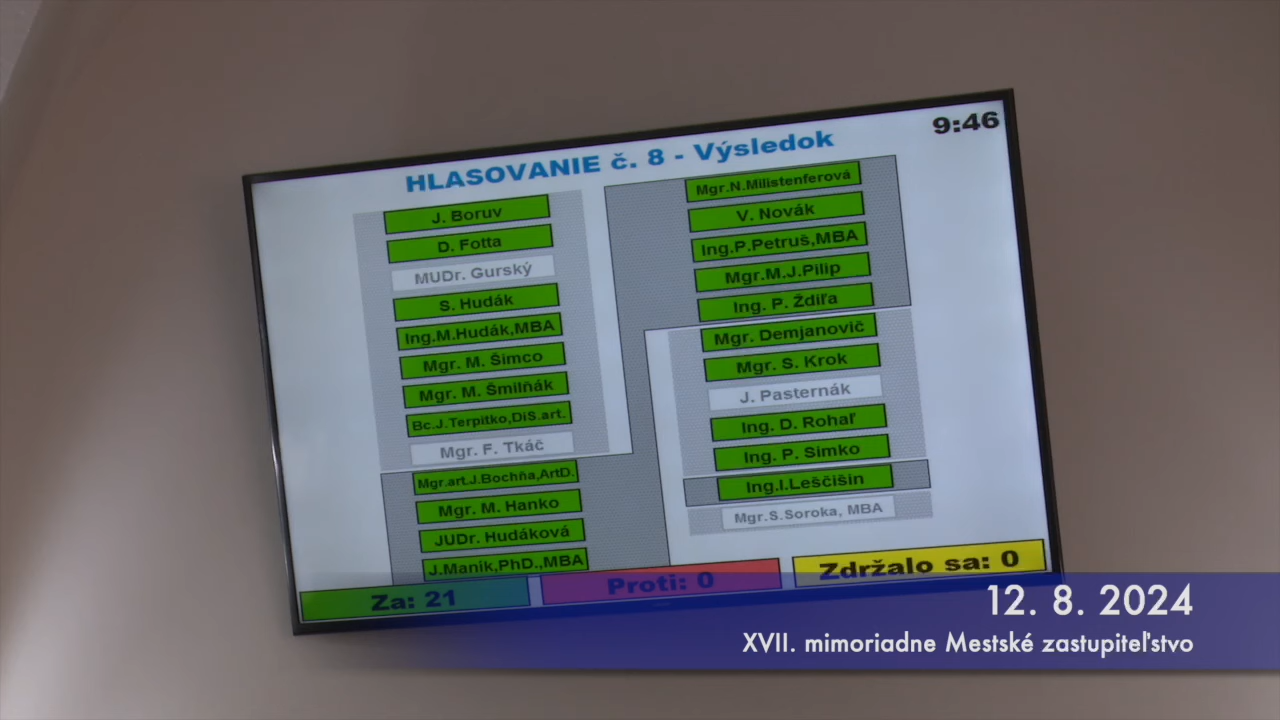 9:46
HLASOVANIE č. 8 - Výsledok
J. Boruv
D. Fotta
MUDr. Gurský
S. Hudák
Ing.M.Hudák,MBA
Mgr. M. Šimco
Mgr. M. Šmilňák
Bc.J.Terpitko,DiS.art.
Mgr. F. Tkáč
Mgr.art.J.Bochňa,ArtD.
Mgr. M. Hanko
JUDr. Hudáková
J.Manik,PhD.,MBA
Mgr.N.Milistenferová
V. Novák
Ing.P.Petruš,MBA
Mgr.M.J.Pilip
Ing. P. Ždiľa
Mgr. Demjanovič
Mgr. S. Krok
J. Pasternák
Ing. D. Rohaľ
Ing. P. Simko
Ing.I.Leščišin
Mgr.S.Soroka, MBA
Za: 21
Proti: 0
Zdržalo sa: 0
12. 8. 2024
XVII. mimoriadne Mestské zastupiteľstvo